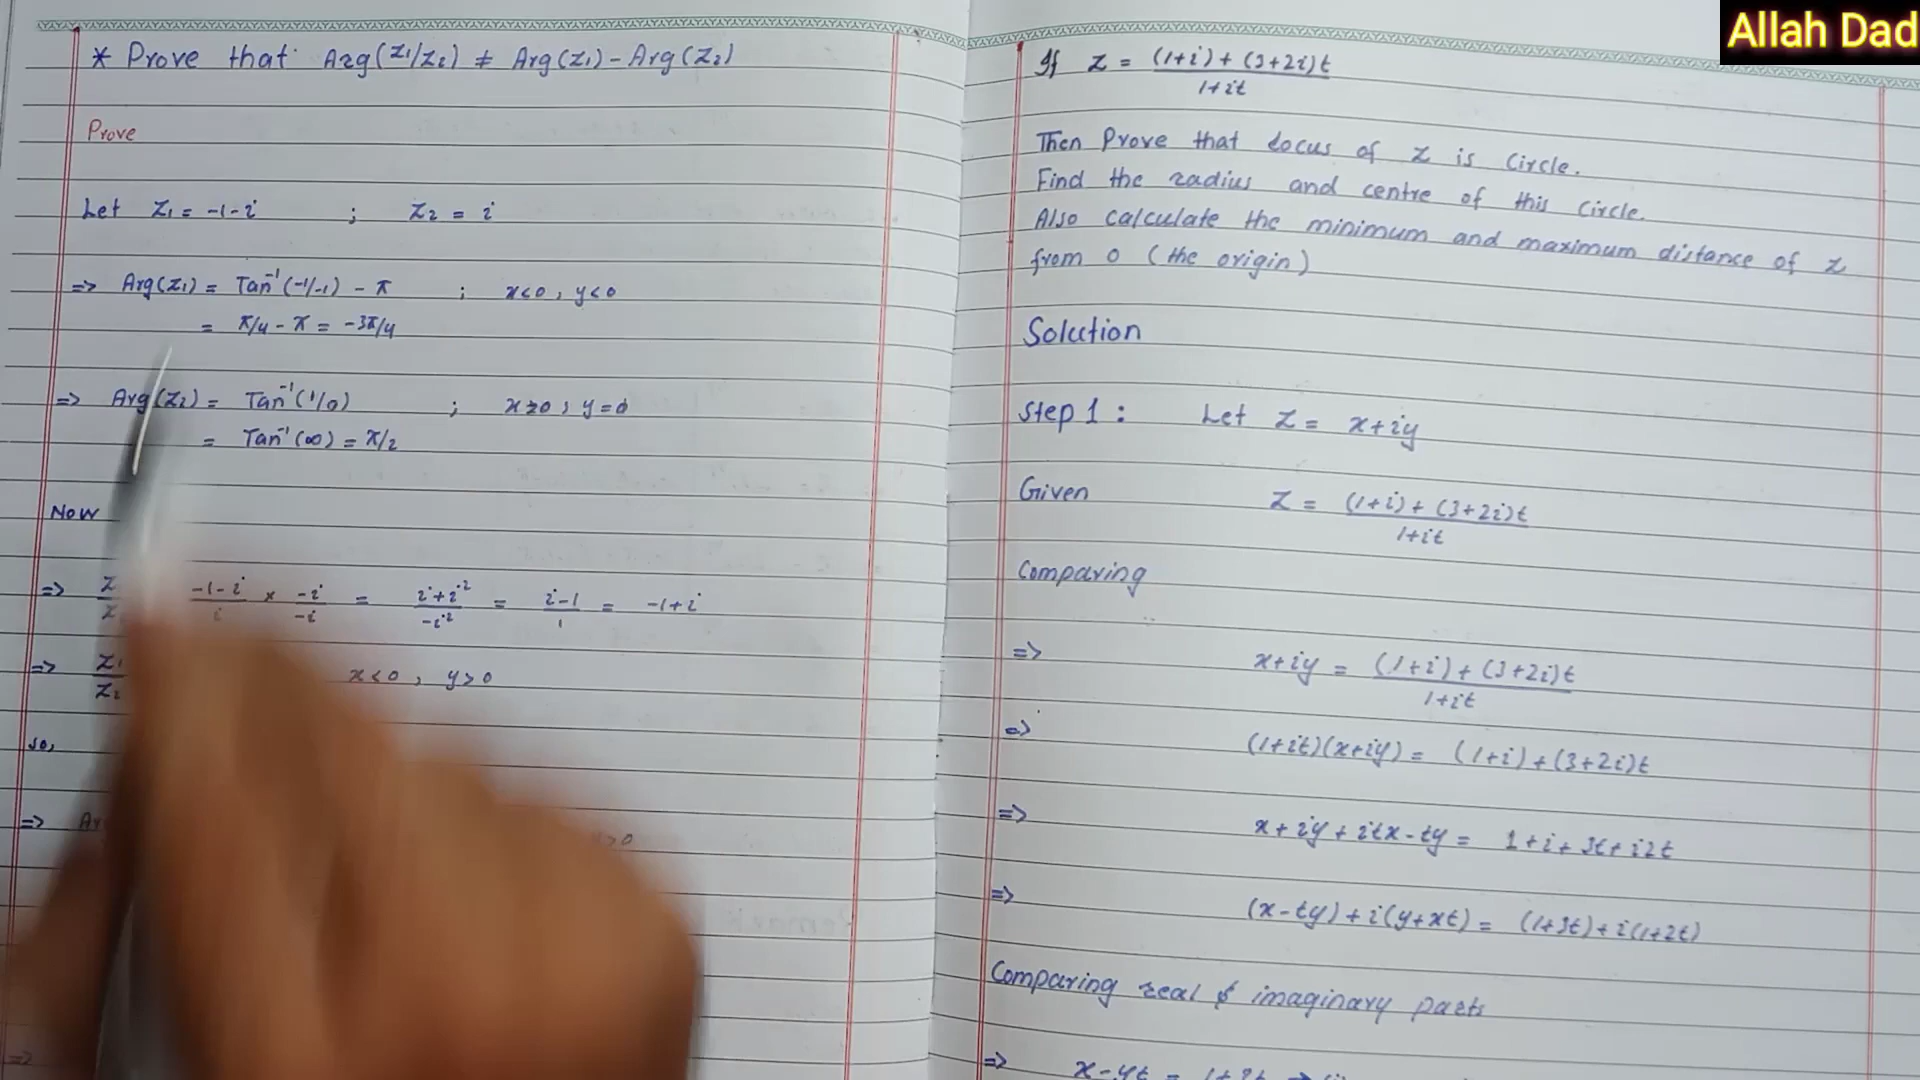 Allah Dad
* Prove that Arg(z₁/z₂) ≠ Arg(z₁) - Arg(z₂)
Prove
Let z₁ = -1-i ; z₂ = i
=> Arg(z₁) = Tan⁻¹(-1/-1) - π ; x<0, y<0
= π/4 - π = -3π/4
=> Arg(z₂) = Tan⁻¹(1/0) ;
= Tan⁻¹(∞) = π/2
Now
=> -1-i/i × -i/-i = i+i²/-i² = i-1/1 = -1+i
=> z₁/z₂ x<0, y>0
so,
=> Ar >0
=>
If z = (1+i)+(3+2i)t / 1+it
Then Prove that locus of z is Circle.
Find the radius and centre of this Circle.
Also calculate the minimum and maximum distance of z
from 0 (the origin)
Solution
Step 1: Let z = x+iy
Given z = (1+i)+(3+2i)t / 1+it
Comparing
=> x+iy = (1+i)+(3+2i)t / 1+it
=> (1+it)(x+iy) = (1+i)+(3+2i)t
=> x+iy+itx-ty = 1+i+3t+i2t
=> (x-ty)+i(y+xt) = (1+3t)+i(1+2t)
Comparing real & imaginary parts
=> x-yt = 1+3t